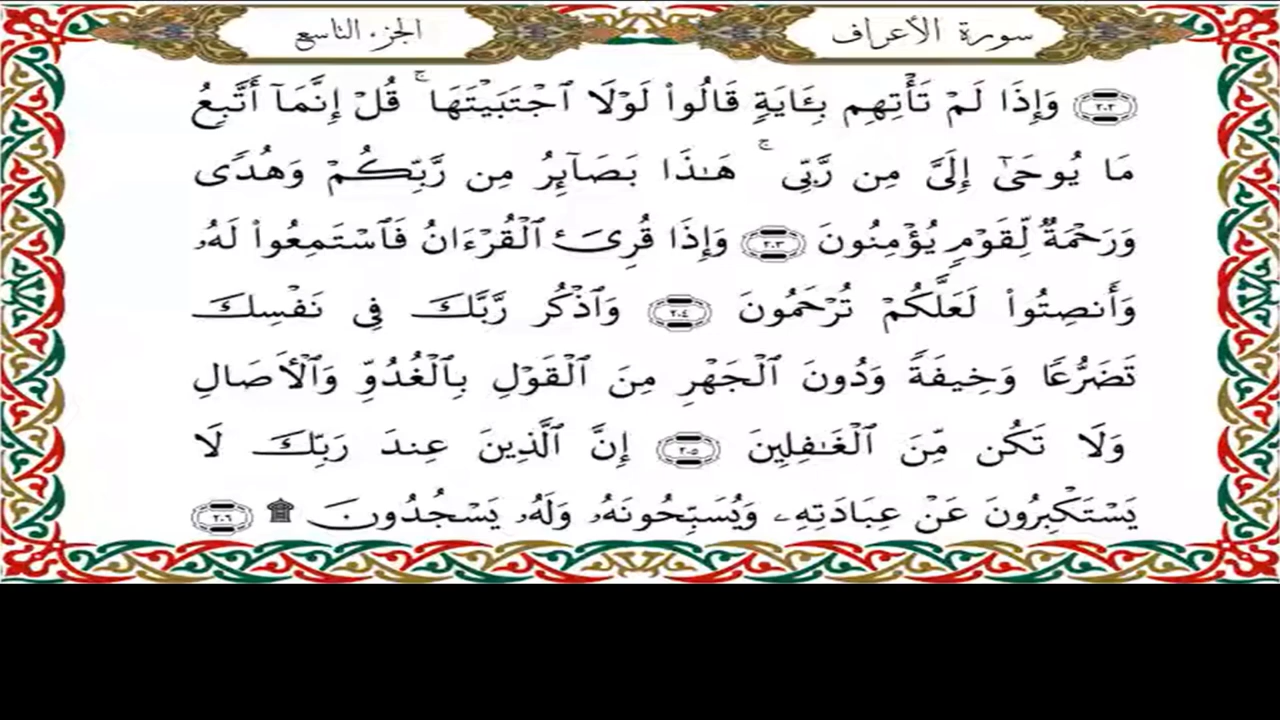 سورة الأعراف
الجزء التاسع
٢٠٢ وَإِذَا لَمْ تَأْتِهِم بِـَٔايَةٍ قَالُوا۟ لَوْلَا ٱجْتَبَيْتَهَا ۚ قُلْ إِنَّمَآ أَتَّبِعُ
مَا يُوحَىٰٓ إِلَىَّ مِن رَّبِّى ۚ هَـٰذَا بَصَآئِرُ مِن رَّبِّكُمْ وَهُدًى
وَرَحْمَةٌ لِّقَوْمٍ يُؤْمِنُونَ ٢٠٣ وَإِذَا قُرِئَ ٱلْقُرْءَانُ فَٱسْتَمِعُوا۟ لَهُۥ
وَأَنصِتُوا۟ لَعَلَّكُمْ تُرْحَمُونَ ٢٠٤ وَٱذْكُر رَّبَّكَ فِى نَفْسِكَ
تَضَرُّعًا وَخِيفَةً وَدُونَ ٱلْجَهْرِ مِنَ ٱلْقَوْلِ بِٱلْغُدُوِّ وَٱلْـَٔاصَالِ
وَلَا تَكُن مِّنَ ٱلْغَـٰفِلِينَ ٢٠٥ إِنَّ ٱلَّذِينَ عِندَ رَبِّكَ لَا
يَسْتَكْبِرُونَ عَنْ عِبَادَتِهِۦ وَيُسَبِّحُونَهُۥ وَلَهُۥ يَسْجُدُونَ ۩ ٢٠٦